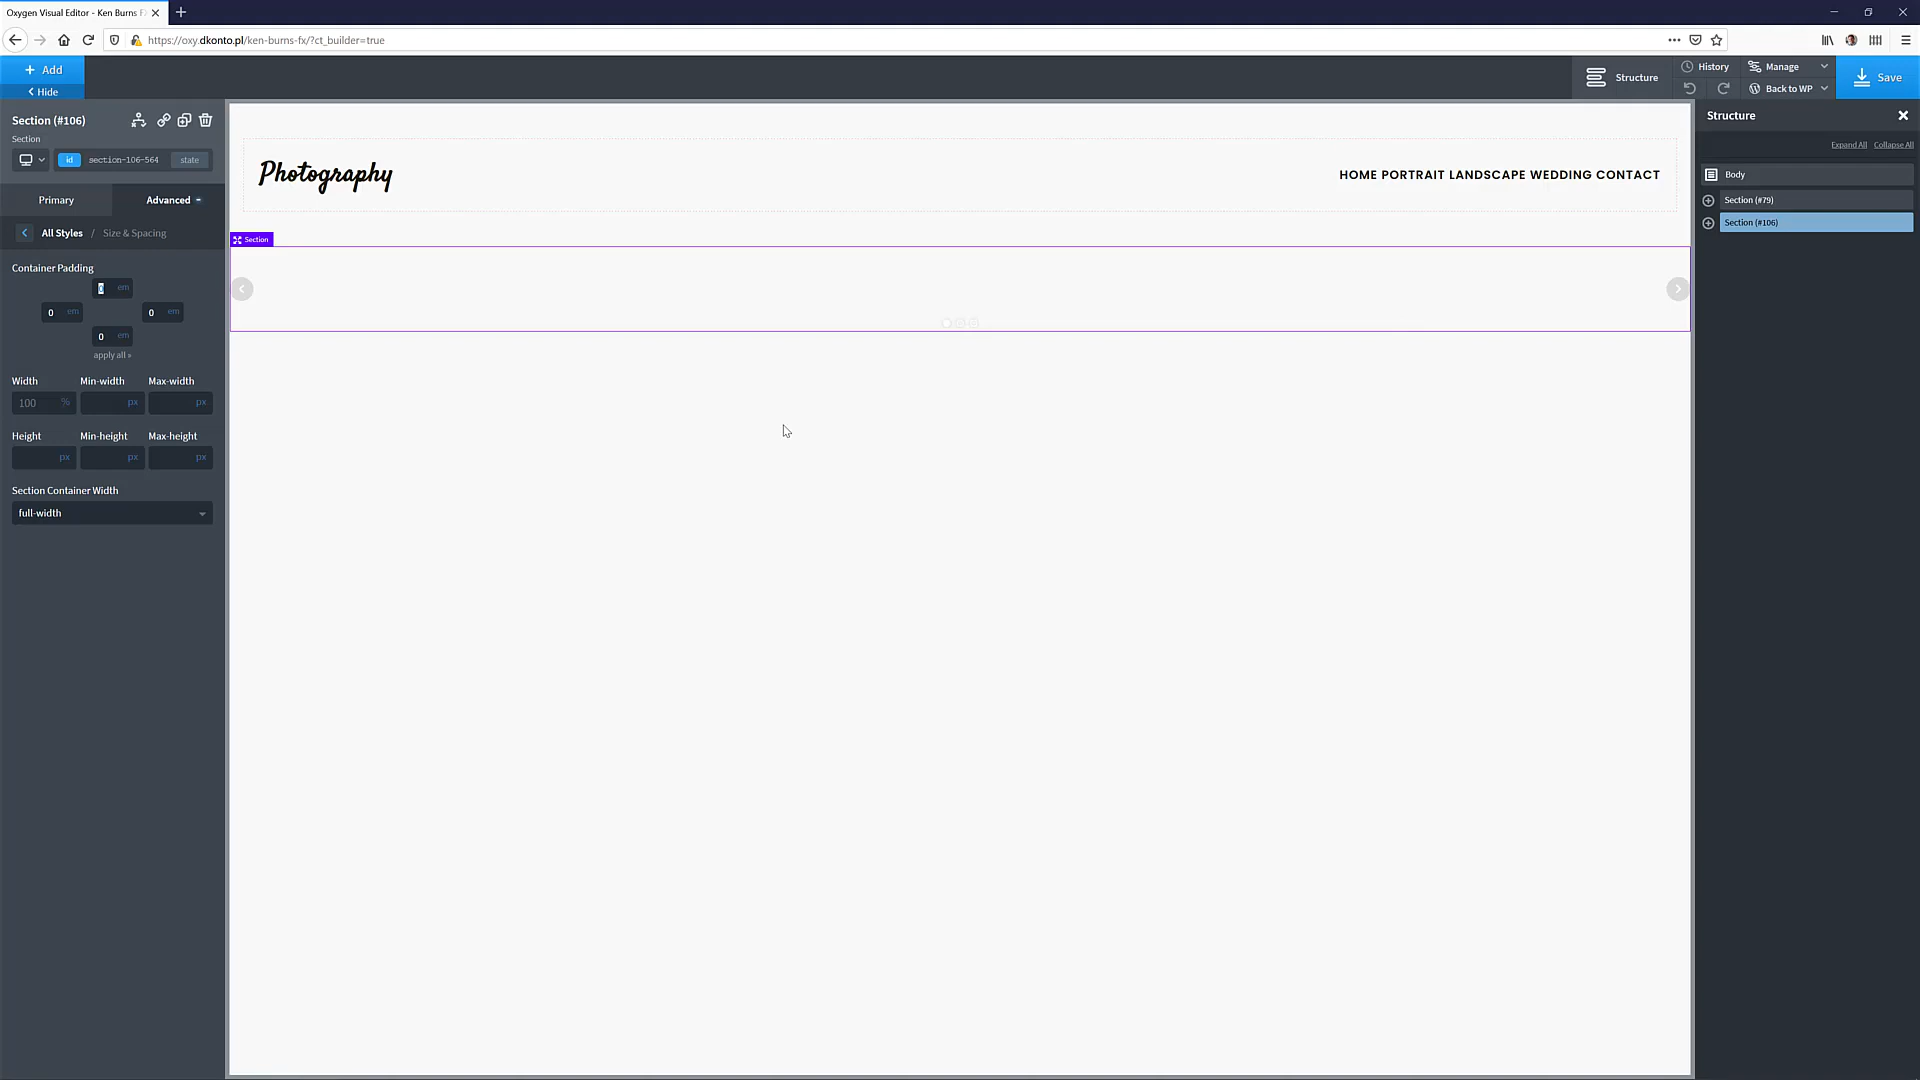 Oxygen Visual Editor - Ken Burns F
https://oxy.dkonto.pl/ken-burns-fx/?ct_builder=true
+ Add
Hide
Structure
History
Manage
Back to WP
Save
Section (#106)
Section
id section-106-564 state
Primary Advanced
All Styles / Size & Spacing
Container Padding
0 em
0 em 0 em
0 em
apply all »
Width Min-width Max-width
100 % px px
Height Min-height Max-height
px px px
Section Container Width
full-width
Photography
HOME PORTRAIT LANDSCAPE WEDDING CONTACT
Section
Structure
Expand All Collapse All
Body
Section (#79)
Section (#106)